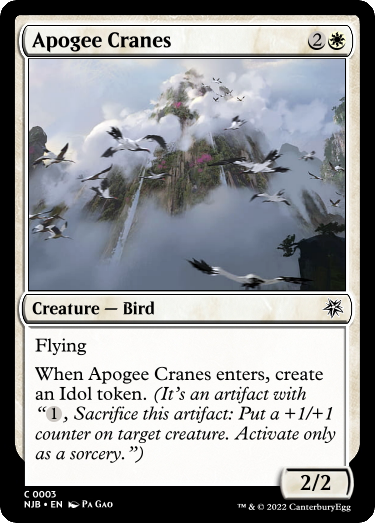 Apogee Cranes 2
Creature — Bird
Flying
When Apogee Cranes enters, create
an Idol token. (It's an artifact with
“1, Sacrifice this artifact: Put a +1/+1
counter on target creature. Activate only
as a sorcery.”)
2/2
C 0003
NJB • EN Pa Gao
™ & © 2022 CanterburyEgg